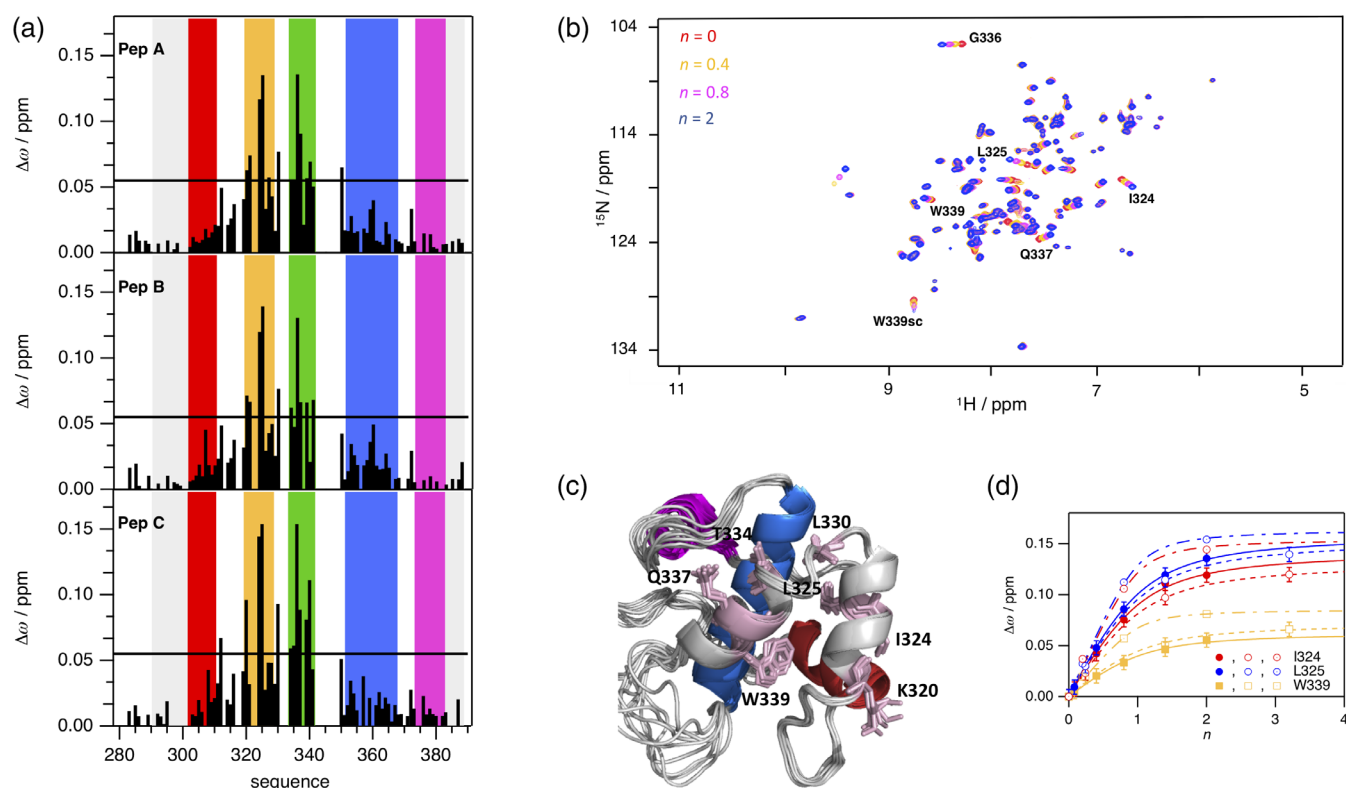 (a)
Pep A
0.15
0.10
0.05
0.00
Δω / ppm
Pep B
0.15
0.10
0.05
0.00
Δω / ppm
Pep C
0.15
0.10
0.05
0.00
Δω / ppm
280 300 320 340 360 380
sequence
(b)
104
114
124
134
15N / ppm
n = 0
n = 0.4
n = 0.8
n = 2
G336
L325
I324
W339
Q337
W339sc
11 9 7 5
1H / ppm
(c)
T334
L330
Q337
L325
I324
W339
K320
(d)
0.15
0.10
0.05
0.00
Δω / ppm
, , I324
, , L325
, , W339
0 1 2 3 4
n